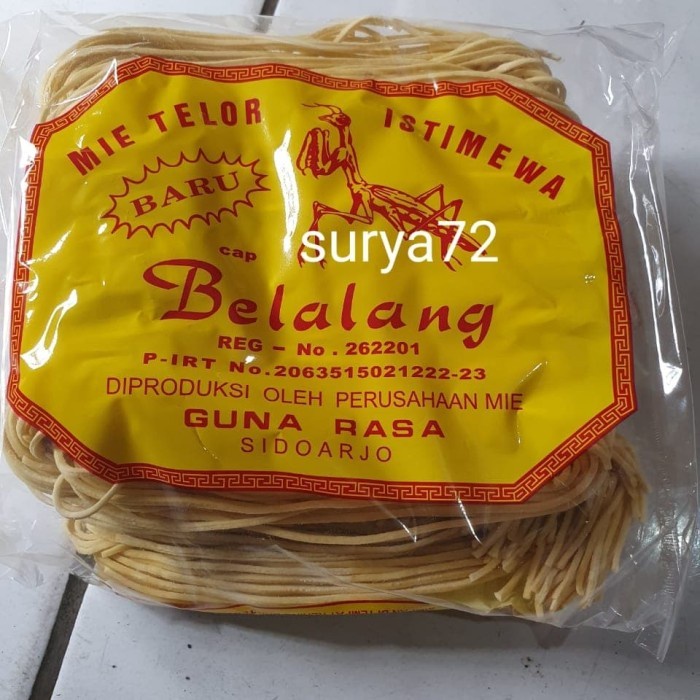 MIE TELOR ISTIMEWA
BARU
surya72
cap
Belalang
REG - No. 262201
P-IRT No. 2063515021222-23
DIPRODUKSI OLEH PERUSAHAAN MIE
GUNA RASA
SIDOARJO